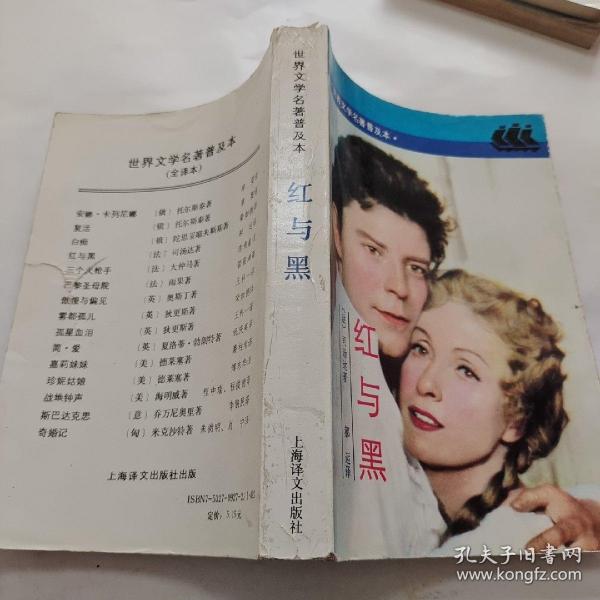 世界文学名著普及本
(全译本)
安娜·卡列尼娜 (俄) 托尔斯泰著
复活 (俄) 托尔斯泰著
白痴 (俄) 陀思妥耶夫斯基著
红与黑 (法) 司汤达著
三个火枪手 (法) 大仲马著
巴黎圣母院 (法) 雨果著
傲慢与偏见 (英) 奥斯丁著
雾都孤儿 (英) 狄更斯著
孤星血泪 (英) 狄更斯著
简·爱 (英) 夏洛蒂·勃朗特著
嘉莉妹妹 (美) 德莱塞著
珍妮姑娘 (美) 德莱塞著
战地钟声 (美) 海明威著
斯巴达克思 (意) 乔万尼奥里著
奇婚记 (匈) 米克沙特著
上海译文出版社出版
定价：5.15元
世界文学名著普及本
红与黑
上海译文出版社
文学名著普及本·
红与黑
郝运译
孔夫子旧书网
www.kongfz.com